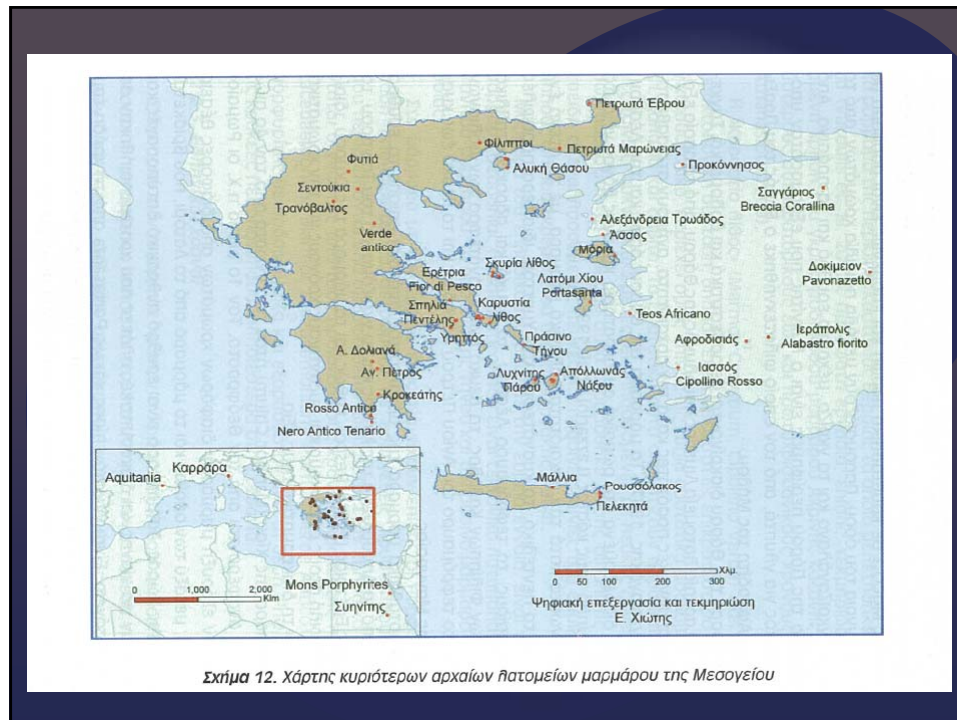 Πετρωτά Έβρου
Φίλιπποι
Πετρωτά Μαρώνειας
Αλυκή Θάσου
Προκόννησος
Φυτιά
Σεντούκια
Τρανόβαλτος
Σαγγάριος
Breccia Corallina
Αλεξάνδρεια Τρωάδος
Άσσος
Verde
antico
Μόρια
Σκυρία λίθος
Δοκίμειον
Pavonazetto
Ερέτρια
Fior di Pesco
Λατόμι Χίου
Portasanta
Σπηλιά
Πεντέλης
Καρυστία
λίθος
Teos Africano
Υμηττός
Πράσινο
Τήνου
Αφροδισιάς
Ιεράπολις
Alabastro fiorito
Α. Δολιανά
Αγ. Πέτρος
Λυχνίτης
Πάρου
Απόλλωνας
Νάξου
Ιασσός
Cipollino Rosso
Κροκεάτης
Rosso Antico
Nero Antico Tenario
Μάλλια
Ρουσσόλακος
Πελεκητά
Aquitania
Καρράρα
Mons Porphyrites
Συηνίτης
0 1,000 2,000
Klm
Χλμ.
0 50 100 200 300
Ψηφιακή επεξεργασία και τεκμηρίωση
Ε. Χιώτης
Σχήμα 12. Χάρτης κυριότερων αρχαίων λατομείων μαρμάρου της Μεσογείου